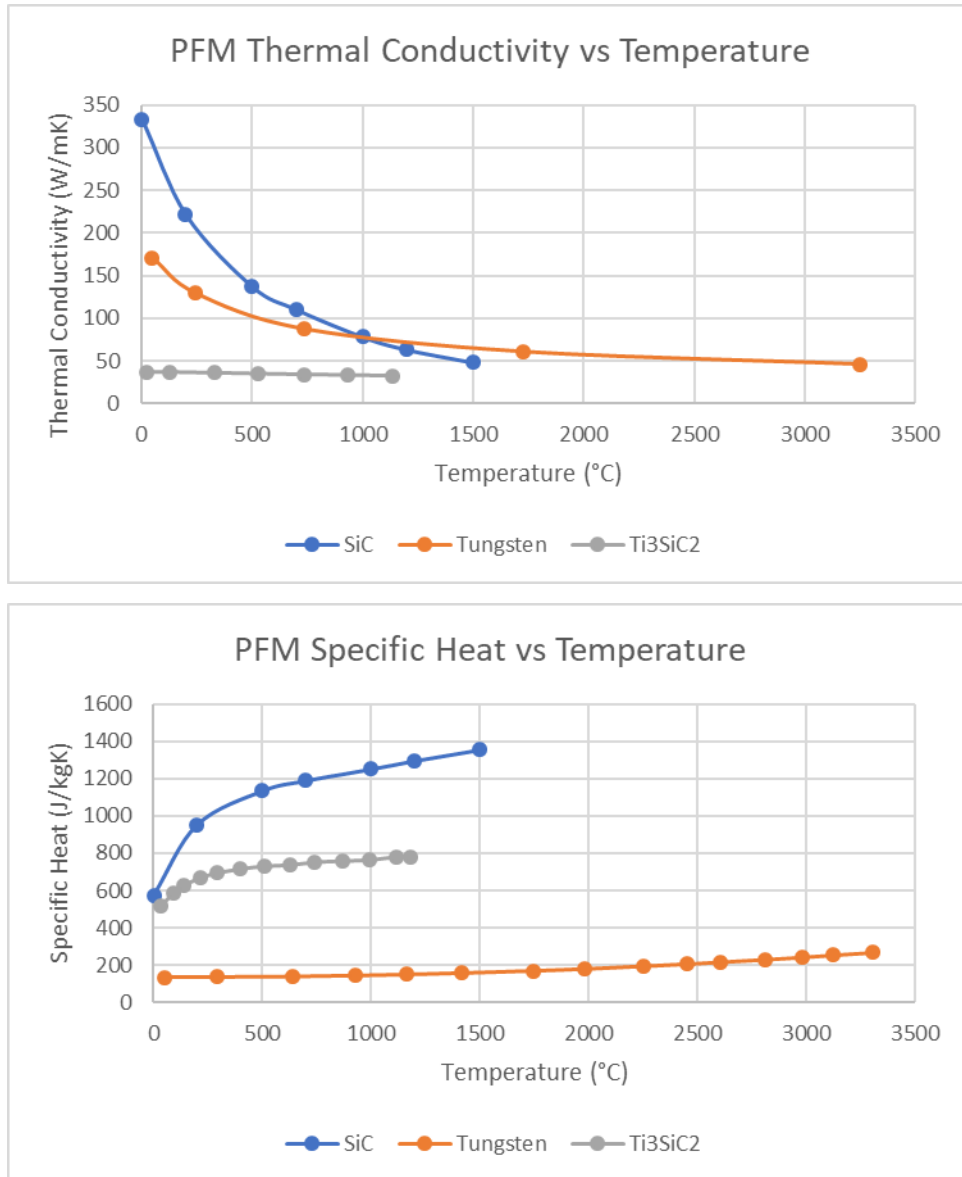 PFM Thermal Conductivity vs Temperature
Thermal Conductivity (W/mK)
350
300
250
200
150
100
50
0
0 500 1000 1500 2000 2500 3000 3500
Temperature (°C)
SiC Tungsten Ti3SiC2
PFM Specific Heat vs Temperature
Specific Heat (J/kgK)
1600
1400
1200
1000
800
600
400
200
0
0 500 1000 1500 2000 2500 3000 3500
Temperature (°C)
SiC Tungsten Ti3SiC2